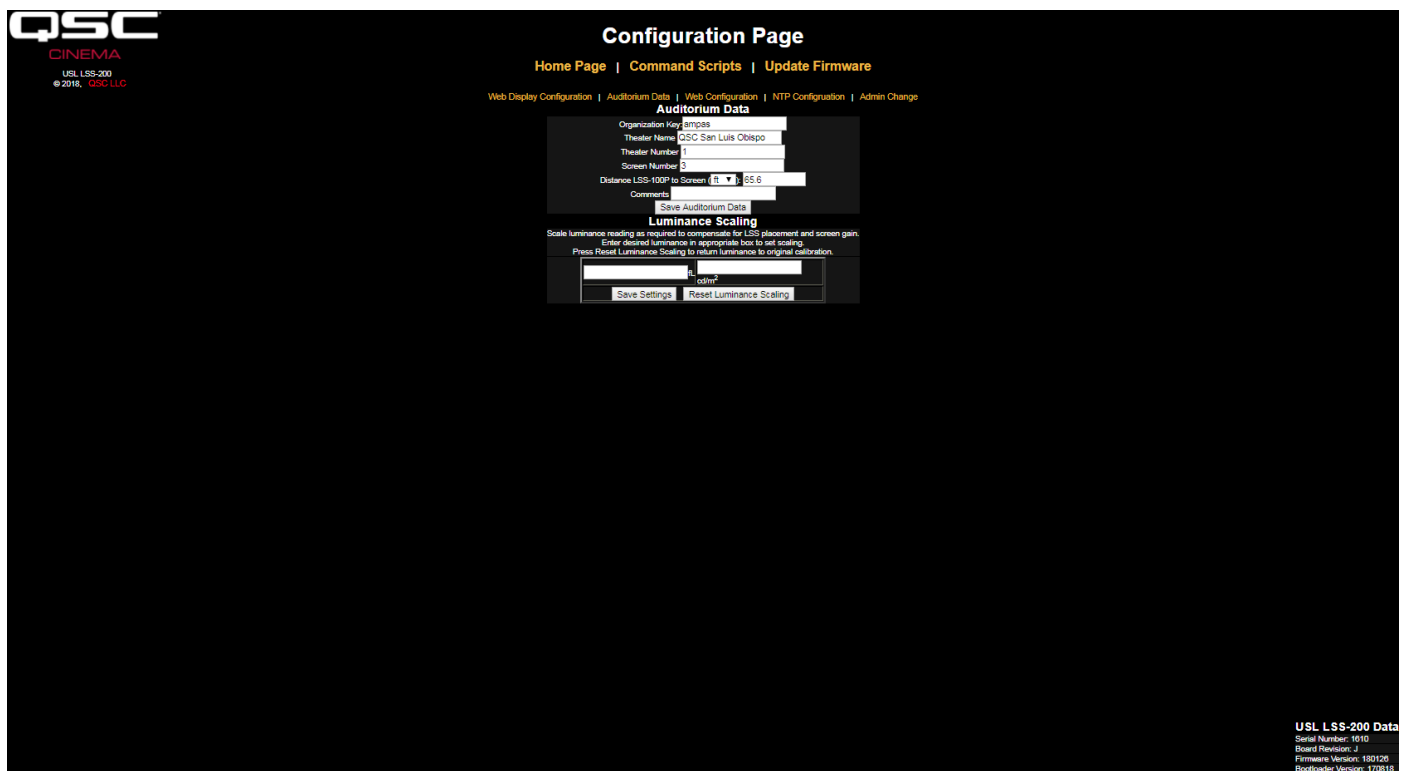 QSC
CINEMA
USL LSS-200
© 2018, QSC LLC
Configuration Page
Home Page | Command Scripts | Update Firmware
Web Display Configuration | Auditorium Data | Web Configuration | NTP Configruation | Admin Change
Auditorium Data
Organization Key: ampas
Theater Name QSC San Luis Obispo
Theater Number 1
Screen Number 3
Distance LSS-100P to Screen ( ft ▼ ): 65.6
Comments
Save Auditorium Data
Luminance Scaling
Scale luminance reading as required to compensate for LSS placement and screen gain.
Enter desired luminance in appropriate box to set scaling.
Press Reset Luminance Scaling to return luminance to original calibration.
fL
cd/m²
Save Settings Reset Luminance Scaling
USL LSS-200 Data
Serial Number: 1610
Board Revision: J
Firmware Version: 180126
Bootloader Version: 170818